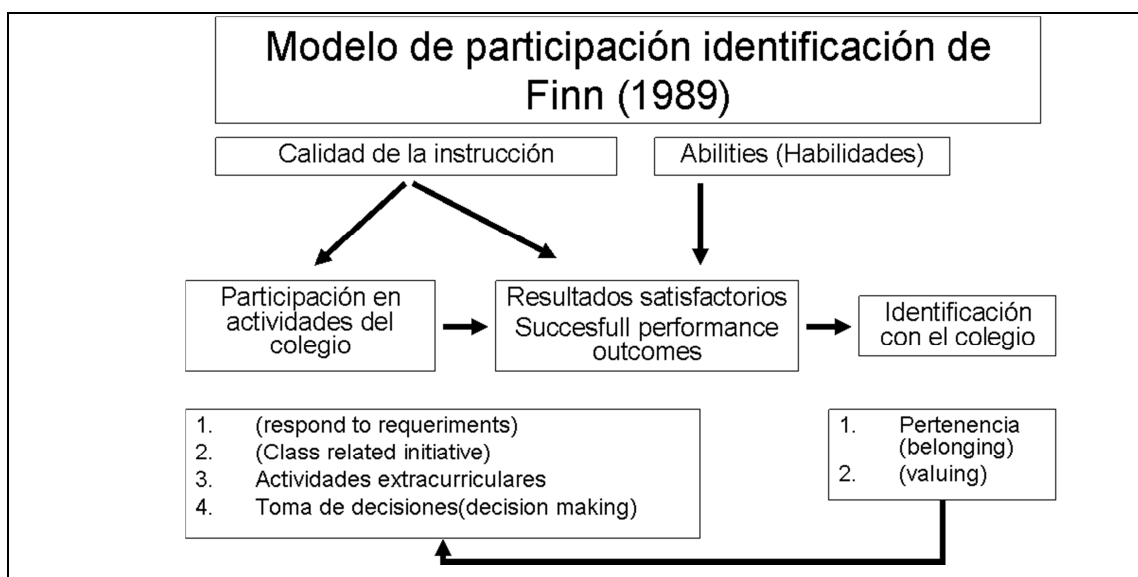 Modelo de participación identificación de
Finn (1989)
Calidad de la instrucción
Abilities (Habilidades)
Participación en
actividades del
colegio
Resultados satisfactorios
Succesfull performance
outcomes
Identificación
con el colegio
1. (respond to requeriments)
2. (Class related initiative)
3. Actividades extracurriculares
4. Toma de decisiones(decision making)
1. Pertenencia
(belonging)
2. (valuing)